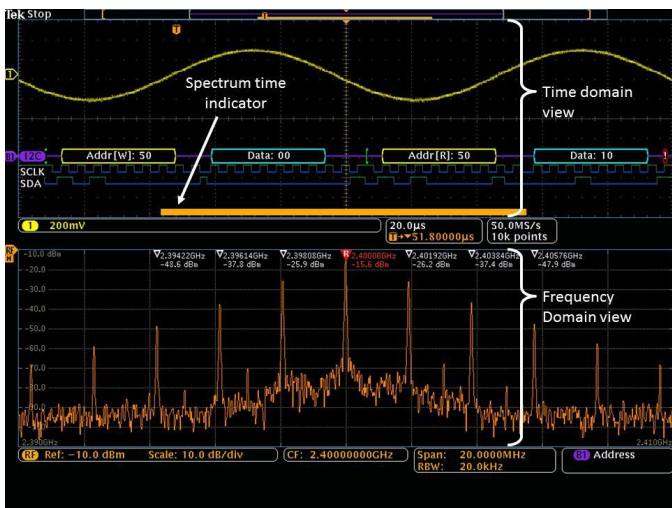 Tek Stop
T
T
Spectrum time
indicator
Time domain
view
1
B1 I2C Addr[W]: 50 Data: 00 Addr[R]: 50 Data: 10
SCLK
SDA
1 200mV 20.0µs 50.0MS/s
T→▼51.80000µs 10k points
RF -10.0 dBm 2.39422GHz 2.39614GHz 2.39808GHz R 2.40000GHz 2.40192GHz 2.40384GHz 2.40576GHz
-48.6 dBm -37.8 dBm -25.9 dBm -15.6 dBm -26.2 dBm -37.4 dBm -47.9 dBm
-30.0
-40.0
-50.0
-60.0
-70.0
-80.0
-90.0
Frequency
Domain view
2.390GHz 2.410GHz
RF Ref: -10.0 dBm Scale: 10.0 dB/div CF: 2.40000000GHz Span: 20.0000MHz B1 Address
RBW: 20.0kHz